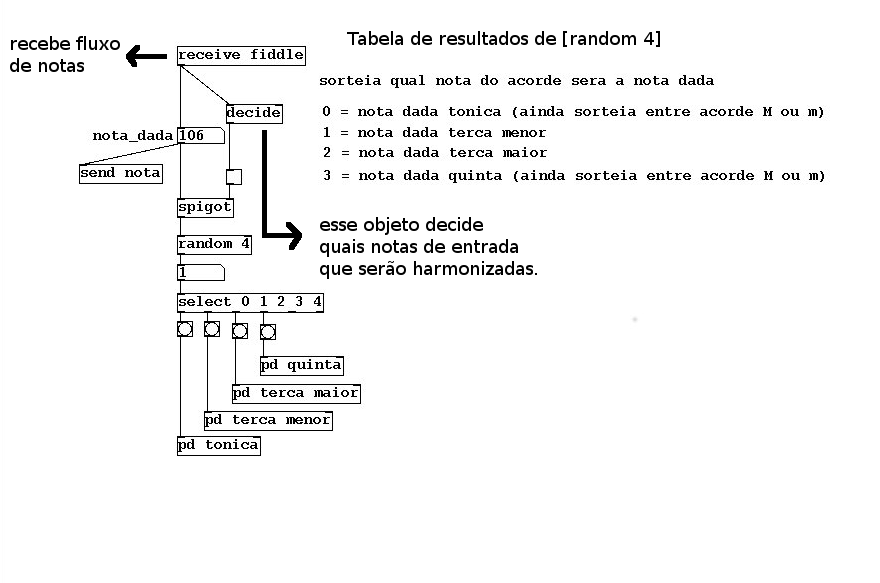 Tabela de resultados de [random 4]
recebe fluxo
de notas
receive fiddle
sorteia qual nota do acorde sera a nota dada
decide
0 = nota dada tonica (ainda sorteia entre acorde M ou m)
nota_dada 106
1 = nota dada terca menor
2 = nota dada terca maior
send nota
3 = nota dada quinta (ainda sorteia entre acorde M ou m)
spigot
esse objeto decide
quais notas de entrada
que serão harmonizadas.
random 4
1
select 0 1 2 3 4
pd quinta
pd terca maior
pd terca menor
pd tonica